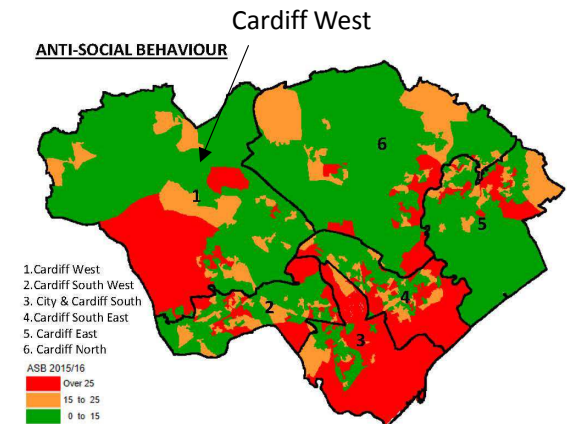 Cardiff West
ANTI-SOCIAL BEHAVIOUR
6
1
5
1.Cardiff West
2.Cardiff South West
3. City & Cardiff South
4.Cardiff South East
5. Cardiff East
6. Cardiff North
2
4
3
ASB 2015/16
Over 25
15 to 25
0 to 15